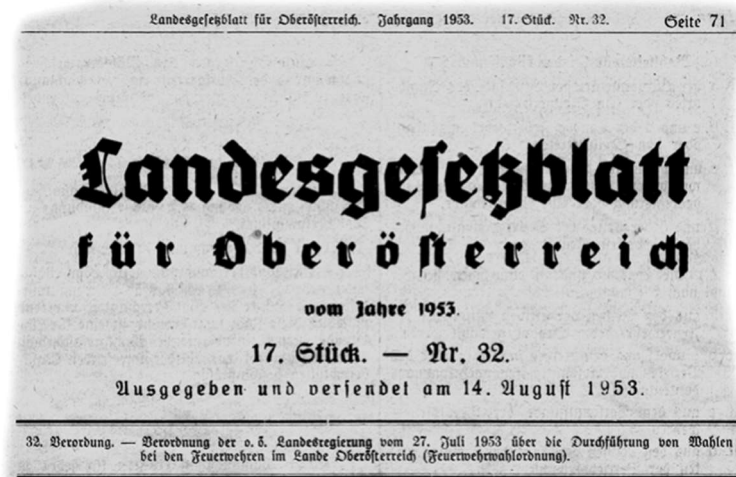 Landesgesetzblatt für Oberösterreich. Jahrgang 1953. 17. Stück. Nr. 32. Seite 71
Landesgesetzblatt
für Oberösterreich
vom Jahre 1953.
17. Stück. — Nr. 32.
Ausgegeben und versendet am 14. August 1953.
32. Verordung. — Verordnung der o. ö. Landesregierung vom 27. Juli 1953 über die Durchführung von Wahlen
bei den Feuerwehren im Lande Oberösterreich (Feuerwehrwahlordnung).